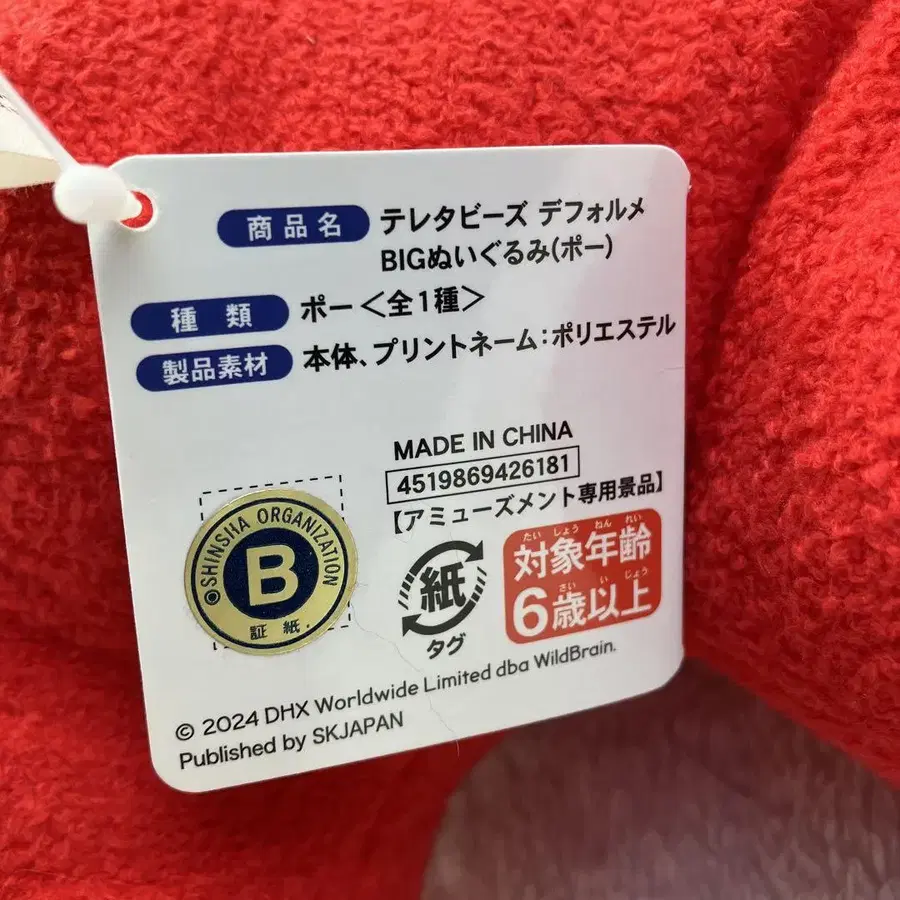 商品名 テレタビーズ デフォルメ
BIGぬいぐるみ(ポー)
種類 ポー＜全1種＞
製品素材 本体、プリントネーム：ポリエステル
MADE IN CHINA
4519869426181
【アミューズメント専用景品】
SHINSHA ORGANIZATION
B
証紙.
紙
タグ
たいしょうねんれい
対象年齢
さいいじょう
6歳以上
© 2024 DHX Worldwide Limited dba WildBrain.
Published by SKJAPAN